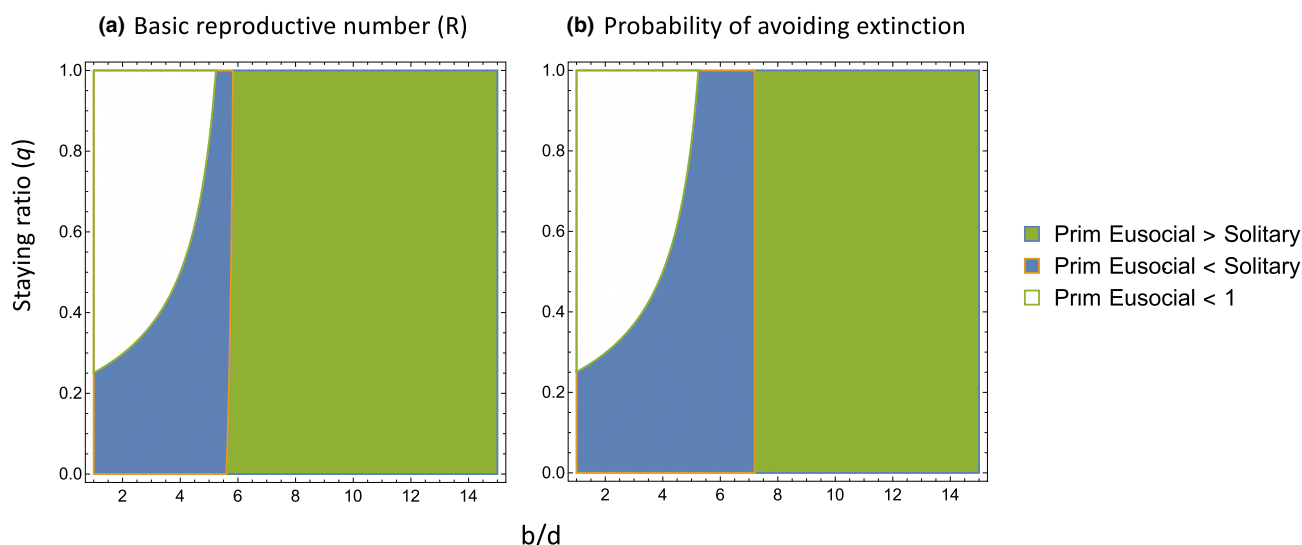 (a) Basic reproductive number (R)
(b) Probability of avoiding extinction
Staying ratio (q)
1.0
0.8
0.6
0.4
0.2
0.0
2 4 6 8 10 12 14
1.0
0.8
0.6
0.4
0.2
0.0
2 4 6 8 10 12 14
b/d
Prim Eusocial > Solitary
Prim Eusocial < Solitary
Prim Eusocial < 1